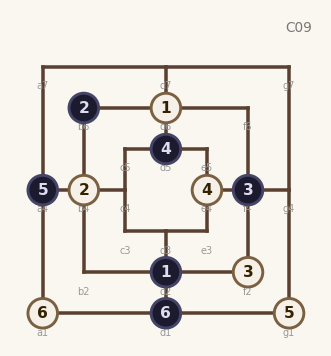 C09
a7 d7 g7
2 1
b6 d6 f6
4
c5 d5 e5
5 2 4 3
a4 b4 c4 e4 f4 g4
c3 d3 e3
1 3
b2 d2 f2
6 6 5
a1 d1 g1